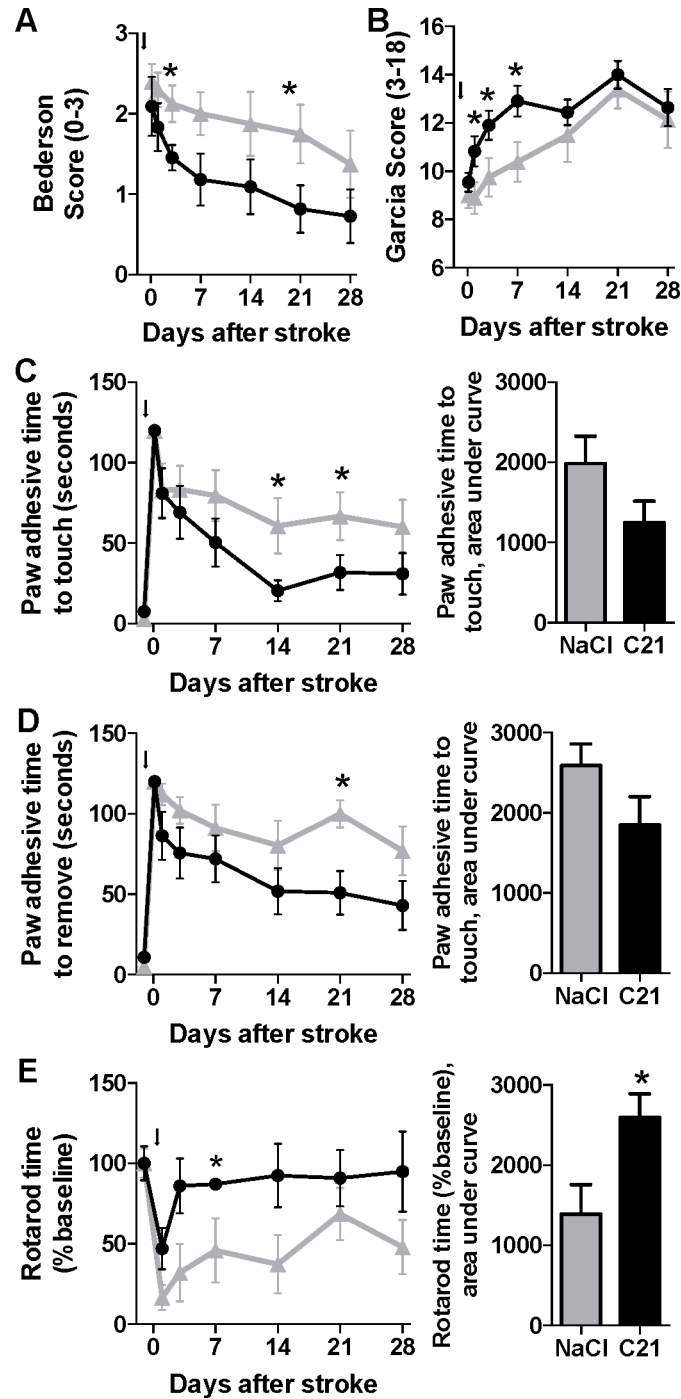 A
Bederson
Score (0-3)
3
2
1
0
*
*
0 7 14 21 28
Days after stroke
B
Garcia Score (3-18)
16
14
12
10
8
6
*
*
*
0 7 14 21 28
Days after stroke
C
Paw adhesive time
to touch (seconds)
150
100
50
0
*
*
0 7 14 21 28
Days after stroke
Paw adhesive time to
touch, area under curve
3000
2000
1000
0
NaCl C21
D
Paw adhesive time
to remove (seconds)
150
100
50
0
*
0 7 14 21 28
Days after stroke
Paw adhesive time to
touch, area under curve
3000
2000
1000
0
NaCl C21
E
Rotarod time
(% baseline)
150
100
50
0
*
0 7 14 21 28
Days after stroke
Rotarod time (%baseline),
area under curve
3000
2000
1000
0
*
NaCl C21